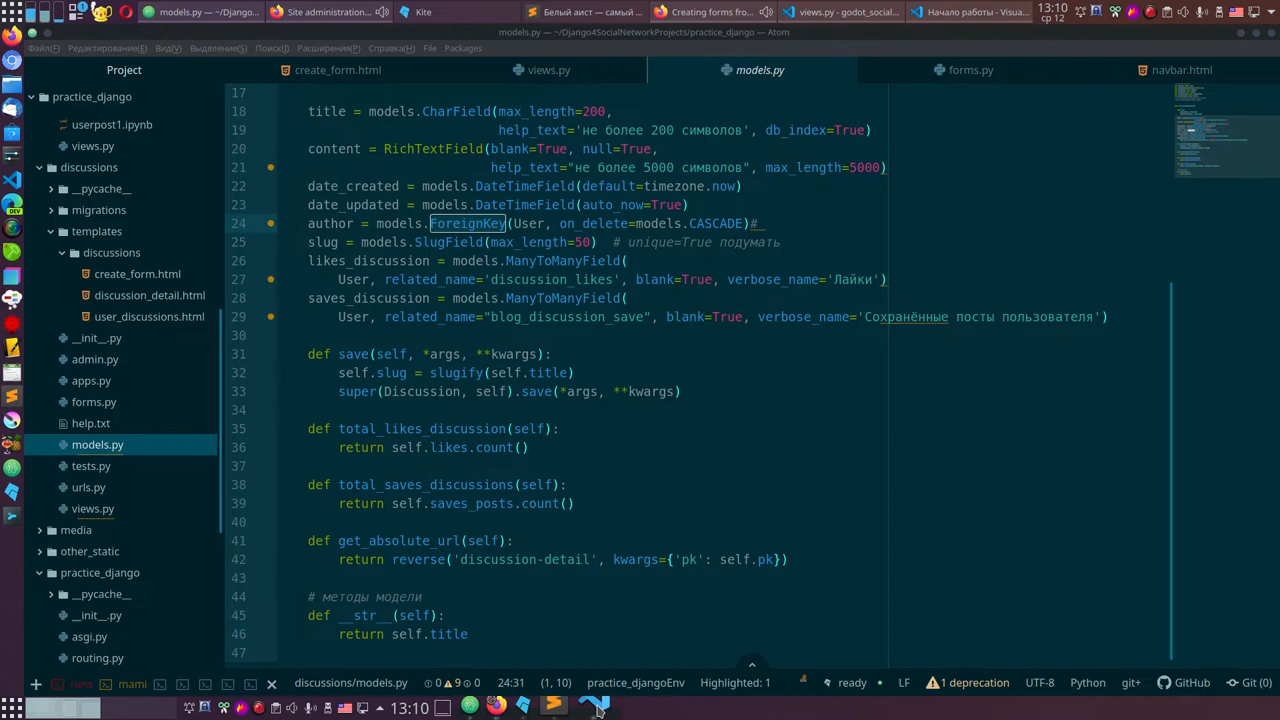 models.py — ~/Django
Site administration...
Kite
Белый аист — самый ...
Creating forms from...
views.py - godot_social...
Начало работы - Visua...
13:10
ср 12
models.py — ~/Django4SocialNetworkProjects/practice_django — Atom
Файл(F) Редактирование(E) Вид(V) Выделение(S) Поиск(I) Расширения(P) Справка(H) File Packages
Project
create_form.html
views.py
models.py
forms.py
navbar.html
practice_django
userpost1.ipynb
views.py
discussions
__pycache__
migrations
templates
discussions
create_form.html
discussion_detail.html
user_discussions.html
__init__.py
admin.py
apps.py
forms.py
help.txt
models.py
tests.py
urls.py
views.py
media
other_static
practice_django
__pycache__
__init__.py
asgi.py
routing.py
17
18 title = models.CharField(max_length=200,
19 help_text='не более 200 символов', db_index=True)
20 content = RichTextField(blank=True, null=True,
21 help_text="не более 5000 символов", max_length=5000)
22 date_created = models.DateTimeField(default=timezone.now)
23 date_updated = models.DateTimeField(auto_now=True)
24 author = models.ForeignKey(User, on_delete=models.CASCADE)#
25 slug = models.SlugField(max_length=50) # unique=True подумать
26 likes_discussion = models.ManyToManyField(
27 User, related_name='discussion_likes', blank=True, verbose_name='Лайки')
28 saves_discussion = models.ManyToManyField(
29 User, related_name="blog_discussion_save", blank=True, verbose_name='Сохранённые посты пользователя')
30
31 def save(self, *args, **kwargs):
32 self.slug = slugify(self.title)
33 super(Discussion, self).save(*args, **kwargs)
34
35 def total_likes_discussion(self):
36 return self.likes.count()
37
38 def total_saves_discussions(self):
39 return self.saves_posts.count()
40
41 def get_absolute_url(self):
42 return reverse('discussion-detail', kwargs={'pk': self.pk})
43
44 # методы модели
45 def __str__(self):
46 return self.title
47
runs mami
discussions/models.py 0 9 0 24:31 (1, 10) practice_djangoEnv Highlighted: 1 ready LF 1 deprecation UTF-8 Python git+ GitHub Git (0)
13:10